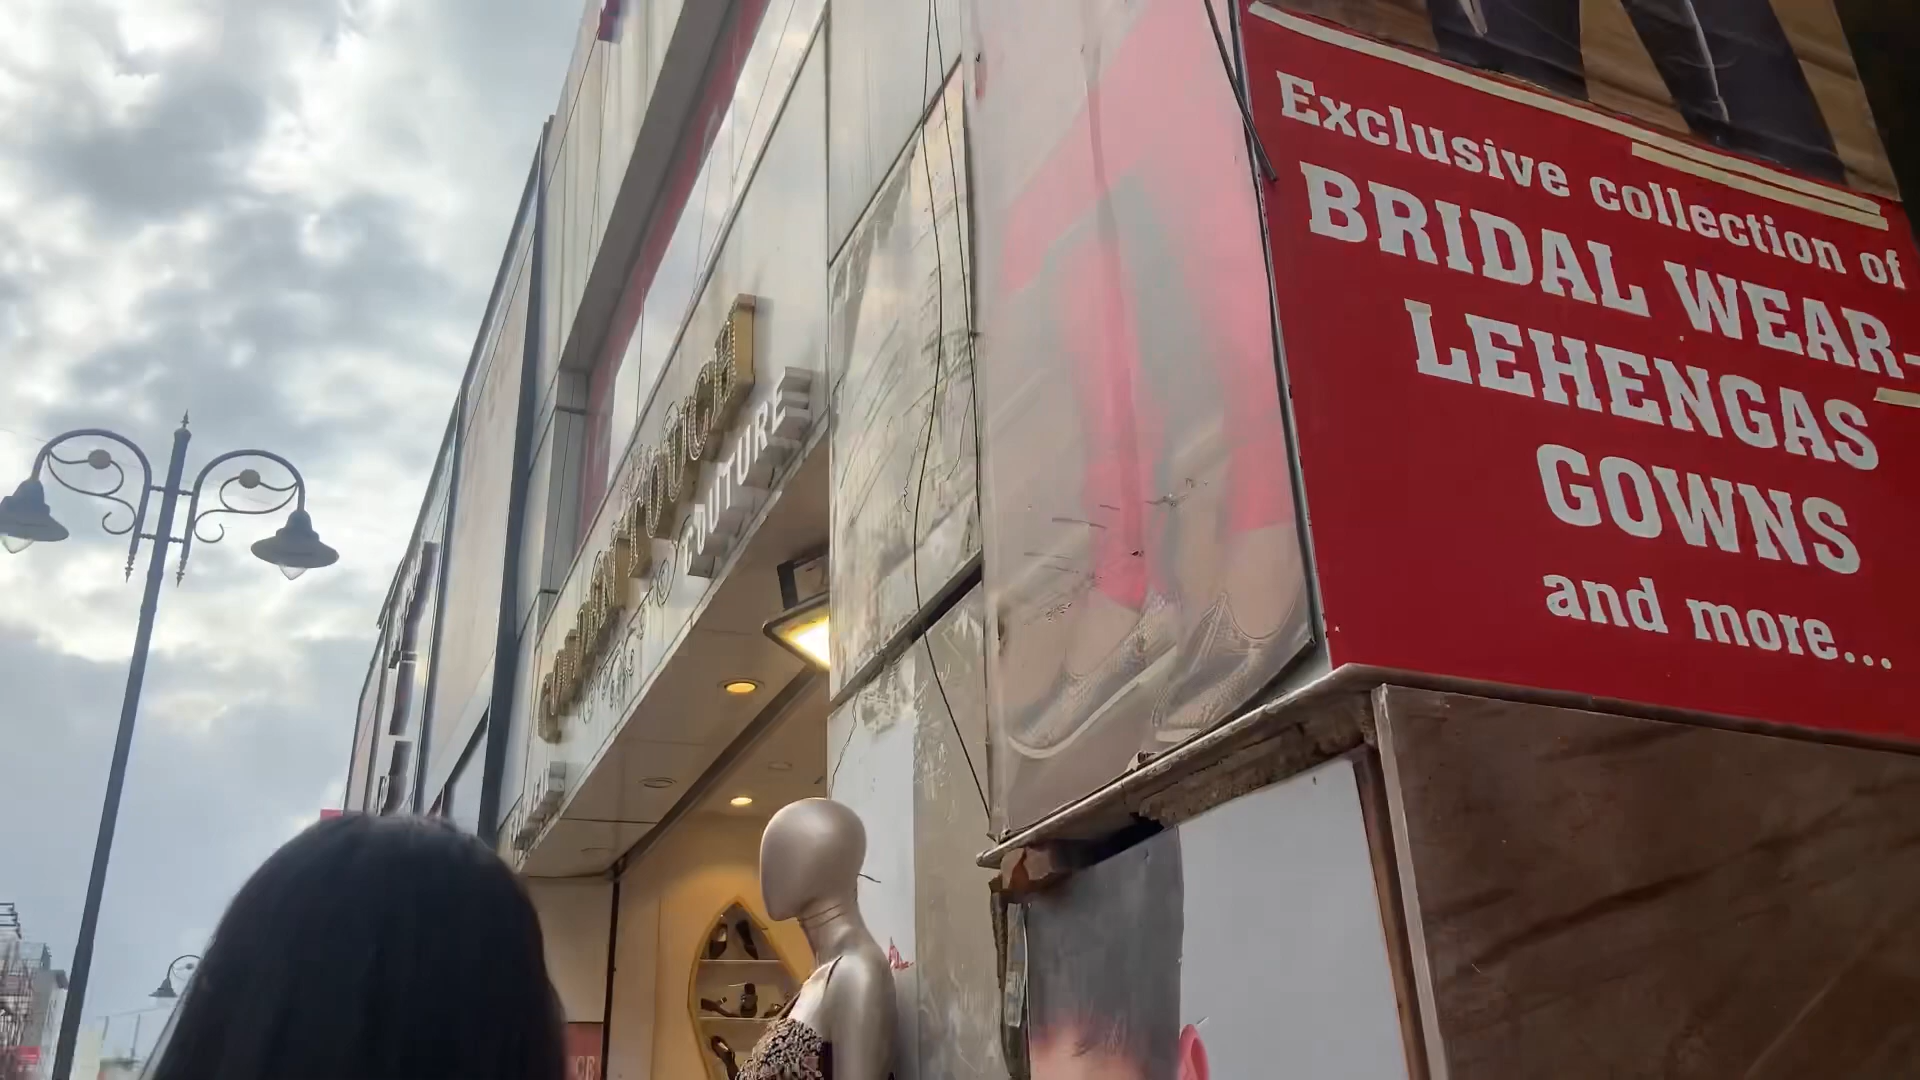 Exclusive collection of
BRIDAL WEAR-
LEHENGAS
GOWNS
and more...
COUTURE